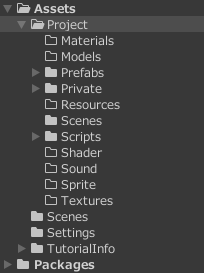 Assets
Project
Materials
Models
Prefabs
Private
Resources
Scenes
Scripts
Shader
Sound
Sprite
Textures
Scenes
Settings
TutorialInfo
Packages